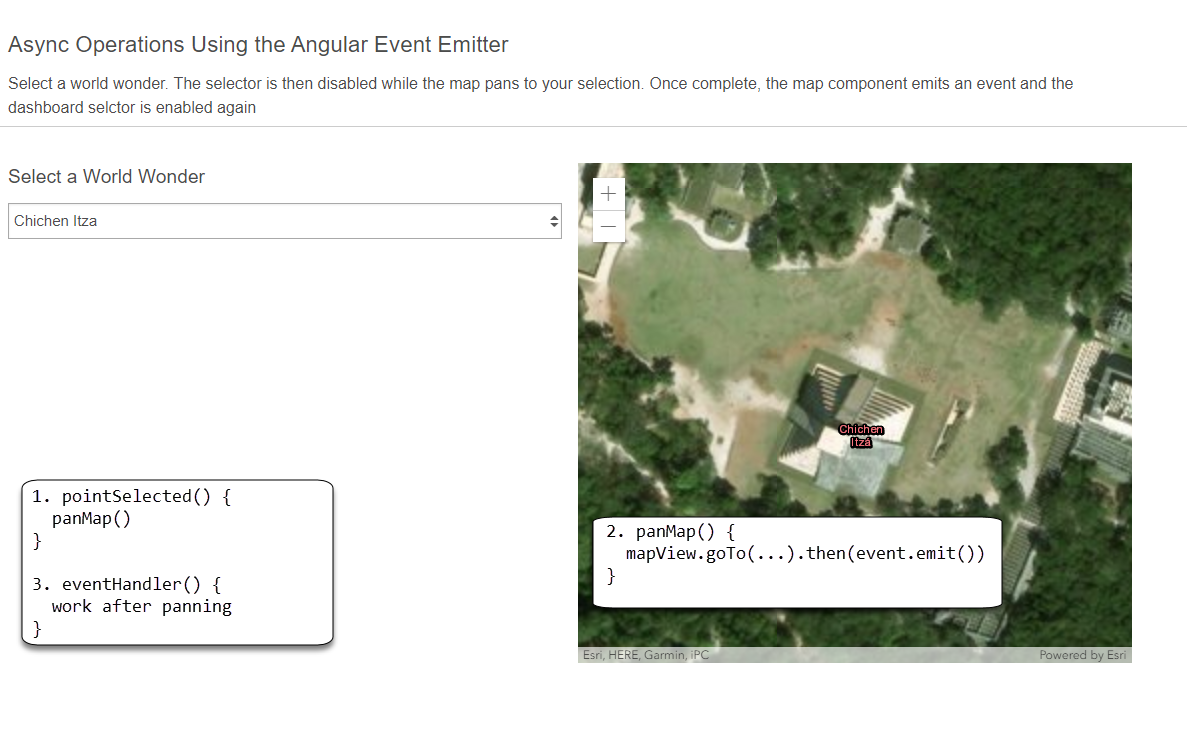 Async Operations Using the Angular Event Emitter
Select a world wonder. The selector is then disabled while the map pans to your selection. Once complete, the map component emits an event and the
dashboard selctor is enabled again
Select a World Wonder
Chichen Itza
+
−
Chichen
Itzá
1. pointSelected() {
panMap()
}
3. eventHandler() {
work after panning
}
2. panMap() {
mapView.goTo(...).then(event.emit())
}
Esri, HERE, Garmin, iPC
Powered by Esri